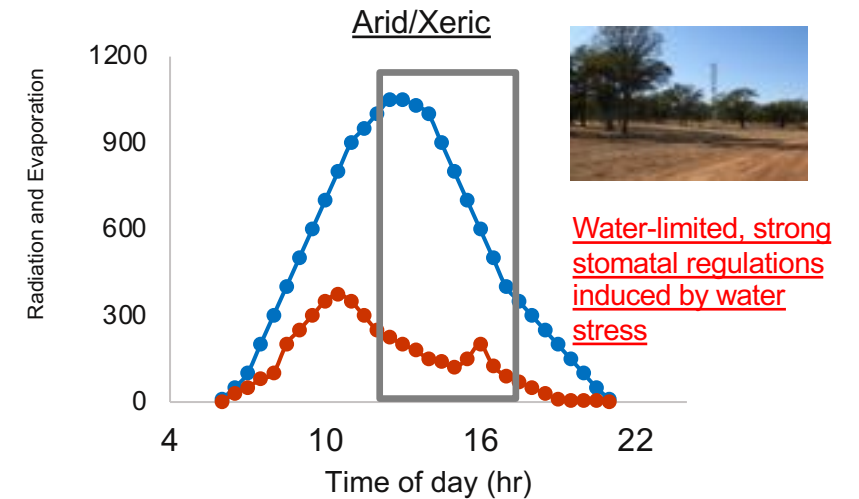 Arid/Xeric
1200
900
600
300
0
Radiation and Evaporation
4 10 16 22
Time of day (hr)
Water-limited, strong
stomatal regulations
induced by water
stress